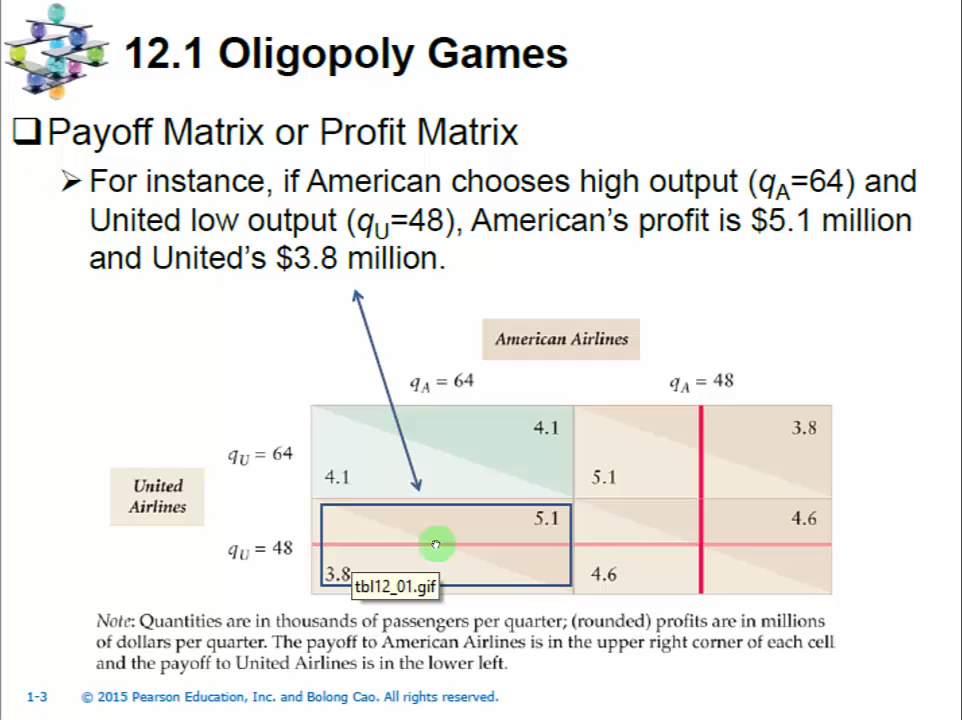 12.1 Oligopoly Games
Payoff Matrix or Profit Matrix
For instance, if American chooses high output (qA=64) and
United low output (qU=48), American's profit is $5.1 million
and United's $3.8 million.
American Airlines
qA = 64
qA = 48
4.1
3.8
qU = 64
4.1
5.1
United
Airlines
5.1
4.6
qU = 48
3.8
4.6
tbl12_01.gif
Note: Quantities are in thousands of passengers per quarter; (rounded) profits are in millions
of dollars per quarter. The payoff to American Airlines is in the upper right corner of each cell
and the payoff to United Airlines is in the lower left.
1-3 © 2015 Pearson Education, Inc. and Bolong Cao. All rights reserved.